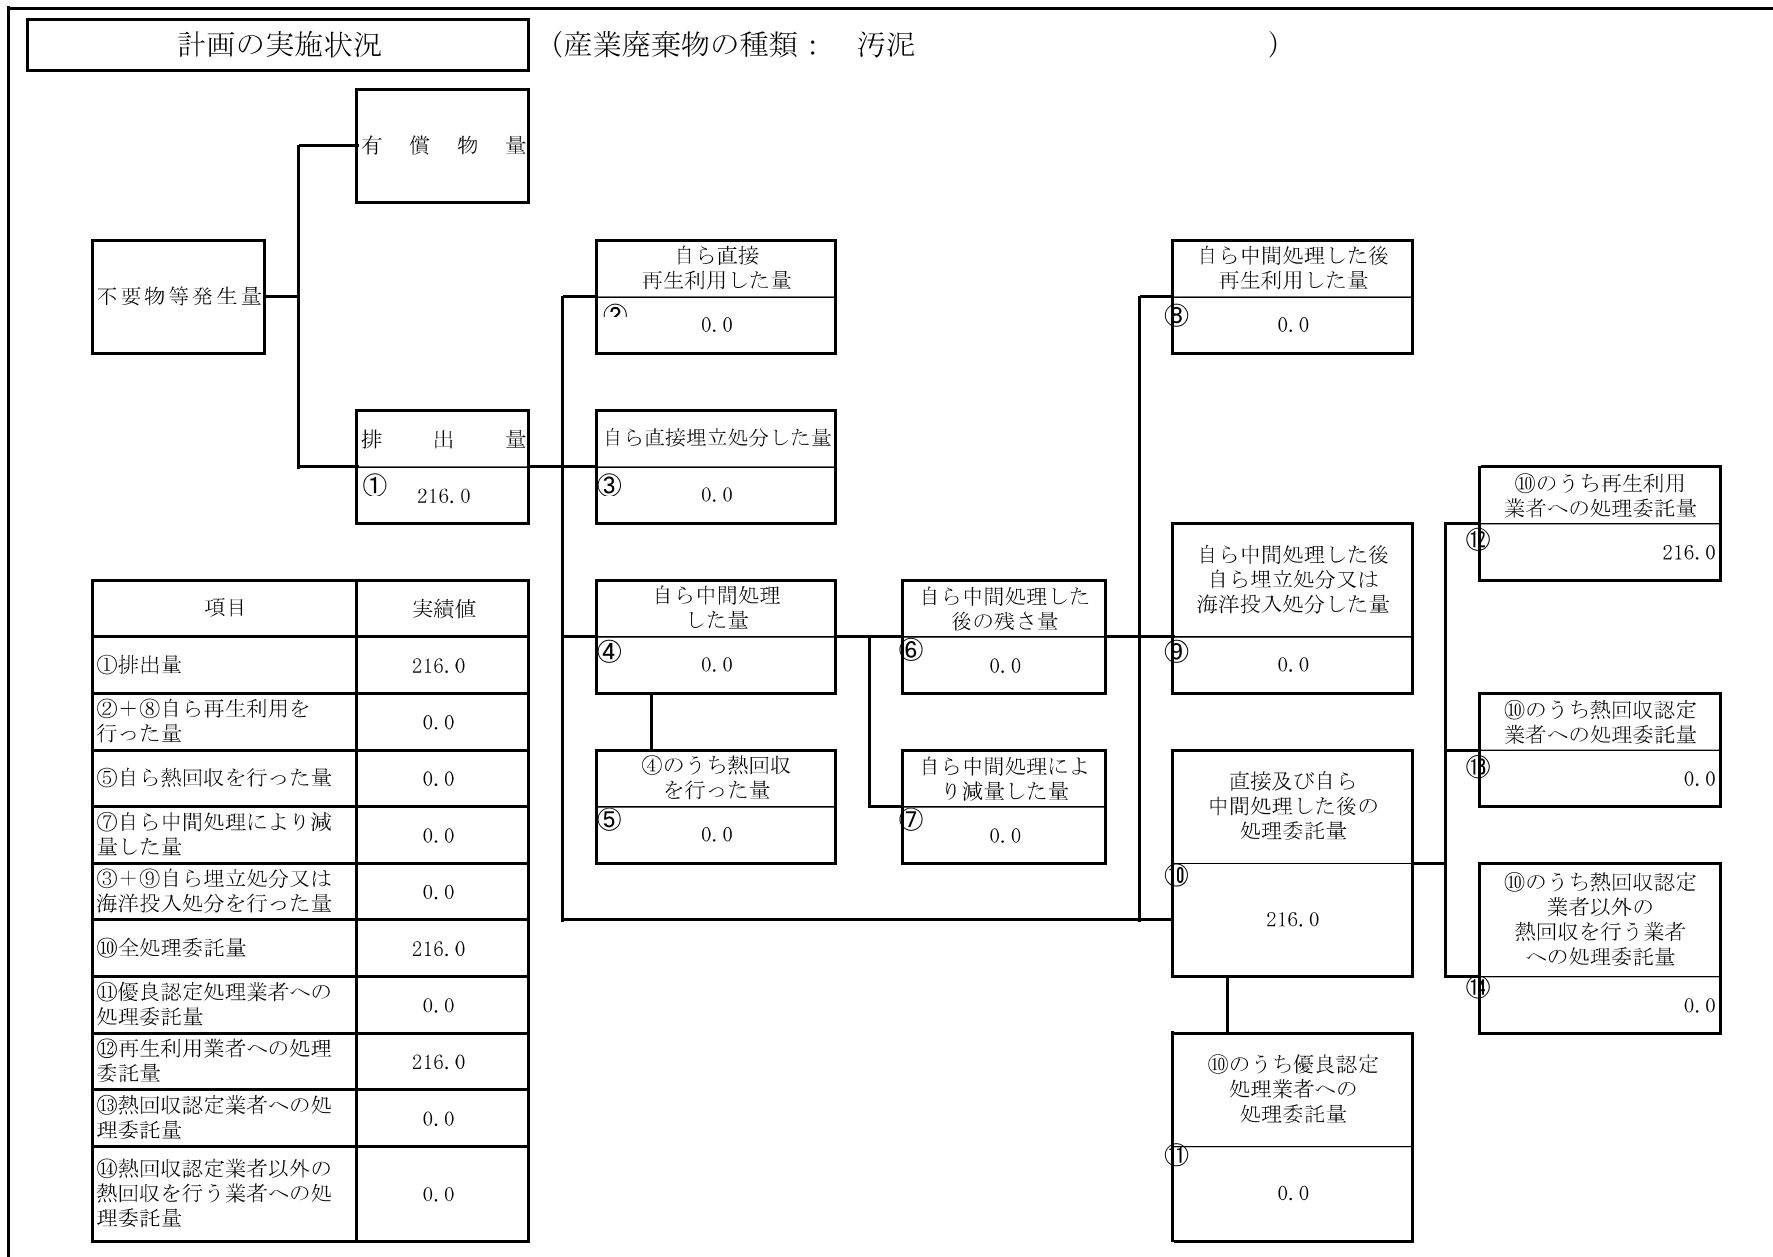 計画の実施状況
（産業廃棄物の種類： 汚泥 ）
有償物量
不要物等発生量
排出量
① 216.0
自ら直接
再生利用した量
② 0.0
自ら直接埋立処分した量
③ 0.0
自ら中間処理
した量
④ 0.0
④のうち熱回収
を行った量
⑤ 0.0
自ら中間処理した
後の残さ量
⑥ 0.0
自ら中間処理によ
り減量した量
⑦ 0.0
自ら中間処理した後
再生利用した量
⑧ 0.0
自ら中間処理した後
自ら埋立処分又は
海洋投入処分した量
⑨ 0.0
直接及び自ら
中間処理した後の
処理委託量
⑩
216.0
⑩のうち優良認定
処理業者への
処理委託量
⑪
0.0
⑩のうち再生利用
業者への処理委託量
⑫ 216.0
⑩のうち熱回収認定
業者への処理委託量
⑬ 0.0
⑩のうち熱回収認定
業者以外の
熱回収を行う業者
への処理委託量
⑭ 0.0
項目 実績値
①排出量 216.0
②＋⑧自ら再生利用を
行った量 0.0
⑤自ら熱回収を行った量 0.0
⑦自ら中間処理により減
量した量 0.0
③＋⑨自ら埋立処分又は
海洋投入処分を行った量 0.0
⑩全処理委託量 216.0
⑪優良認定処理業者への
処理委託量 0.0
⑫再生利用業者への処理
委託量 216.0
⑬熱回収認定業者への処
理委託量 0.0
⑭熱回収認定業者以外の
熱回収を行う業者への処
理委託量 0.0